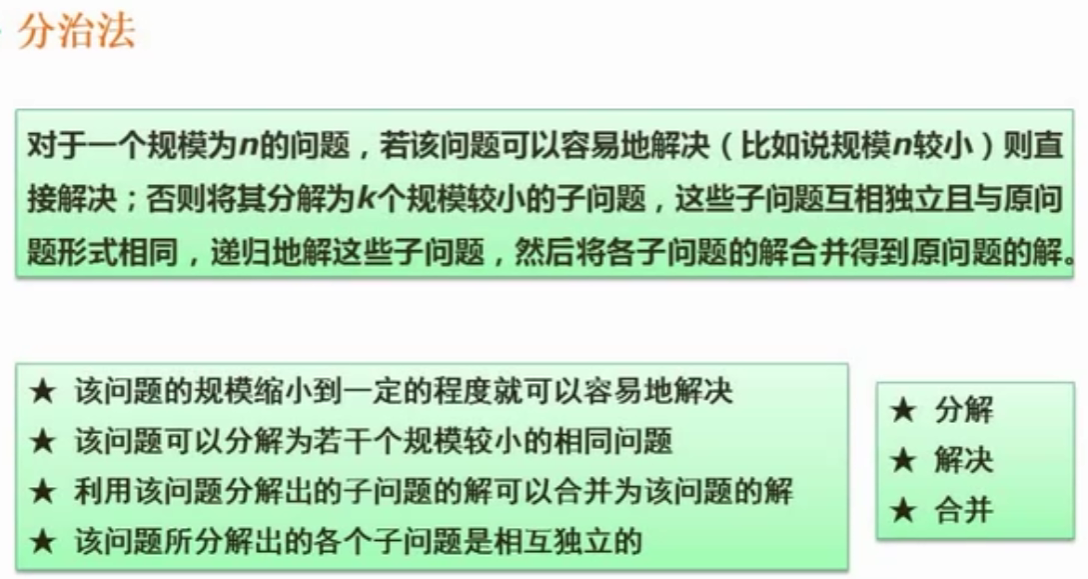 分治法
对于一个规模为n的问题，若该问题可以容易地解决（比如说规模n较小）则直
接解决；否则将其分解为k个规模较小的子问题，这些子问题互相独立且与原问
题形式相同，递归地解这些子问题，然后将各子问题的解合并得到原问题的解。
★ 该问题的规模缩小到一定的程度就可以容易地解决
★ 该问题可以分解为若干个规模较小的相同问题
★ 利用该问题分解出的子问题的解可以合并为该问题的解
★ 该问题所分解出的各个子问题是相互独立的
★ 分解
★ 解决
★ 合并